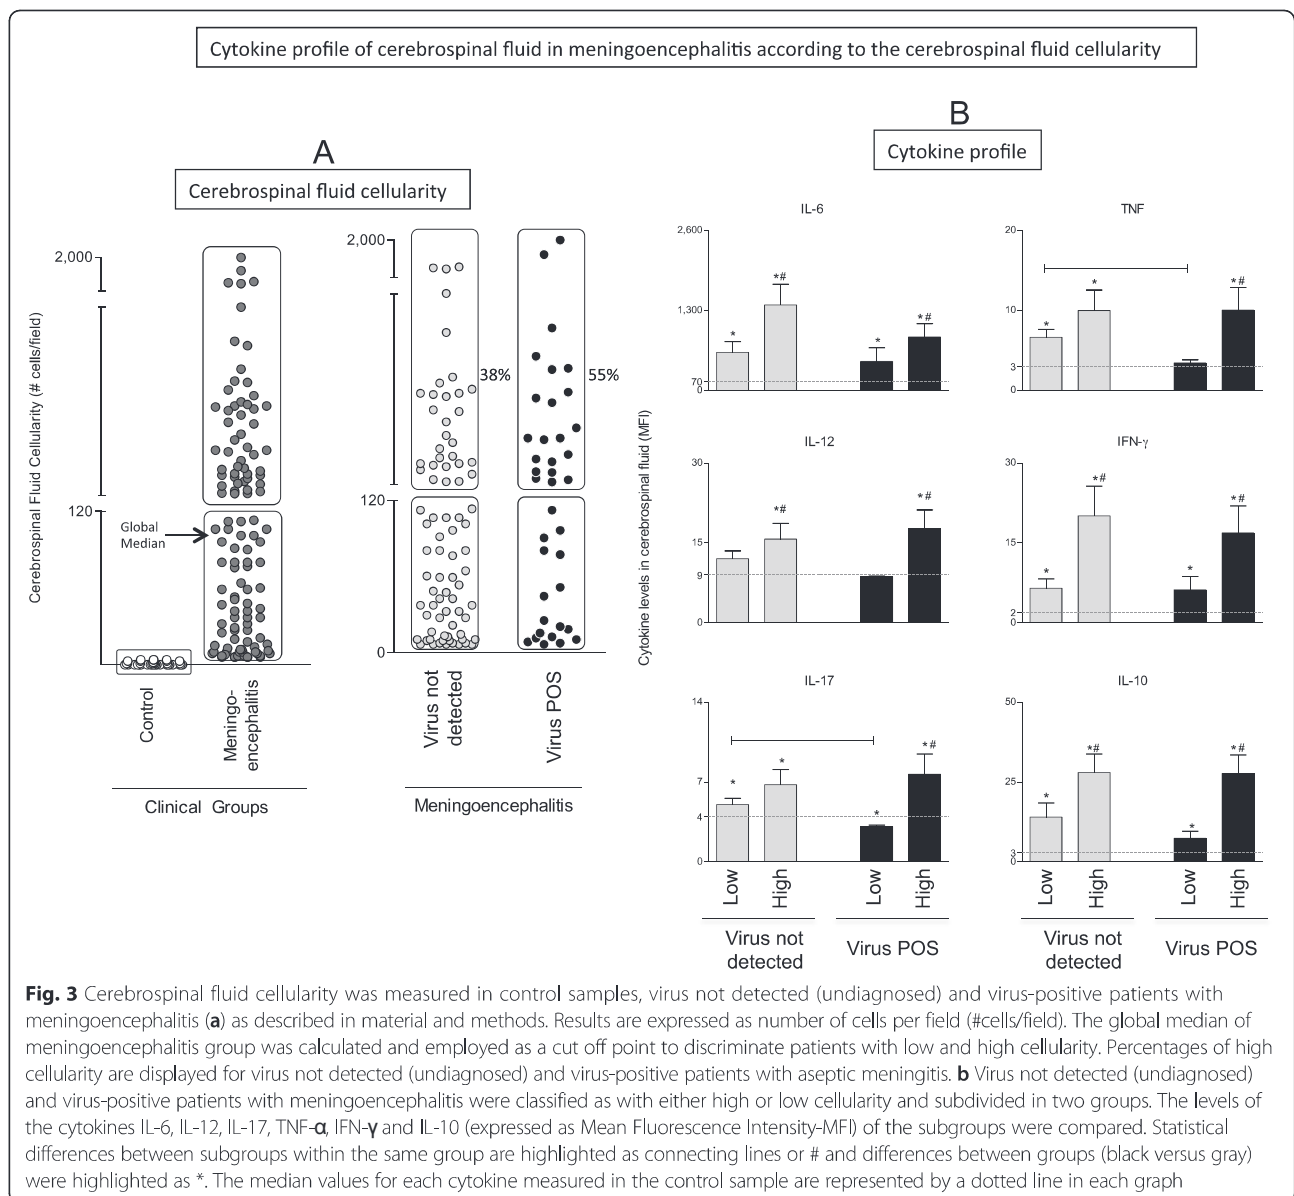 Cytokine profile of cerebrospinal fluid in meningoencephalitis according to the cerebrospinal fluid cellularity
A
Cerebrospinal fluid cellularity
Cerebrospinal Fluid Cellularity (# cells/field)
2,000
120
Global
Median
Control
Meningo-
encephalitis
Clinical Groups
2,000
120
0
38%
55%
Virus not
detected
Virus POS
Meningoencephalitis
B
Cytokine profile
Cytokine levels in cerebrospinal fluid (MFI)
IL-6
2,600
1,300
70
0
*
*#
*
*#
TNF
20
10
3
0
*
*
*#
IL-12
30
15
9
0
*#
*#
IFN-γ
30
15
2
0
*
*#
*
*#
IL-17
14
7
4
0
*
*
*
*#
IL-10
50
25
3
0
*
*#
*
*#
Low
High
Low
High
Virus not
detected
Virus POS
Low
High
Low
High
Virus not
detected
Virus POS
Fig. 3 Cerebrospinal fluid cellularity was measured in control samples, virus not detected (undiagnosed) and virus-positive patients with
meningoencephalitis (a) as described in material and methods. Results are expressed as number of cells per field (#cells/field). The global median of
meningoencephalitis group was calculated and employed as a cut off point to discriminate patients with low and high cellularity. Percentages of high
cellularity are displayed for virus not detected (undiagnosed) and virus-positive patients with aseptic meningitis. b Virus not detected (undiagnosed)
and virus-positive patients with meningoencephalitis were classified as with either high or low cellularity and subdivided in two groups. The levels of
the cytokines IL-6, IL-12, IL-17, TNF-α, IFN-γ and IL-10 (expressed as Mean Fluorescence Intensity-MFI) of the subgroups were compared. Statistical
differences between subgroups within the same group are highlighted as connecting lines or # and differences between groups (black versus gray)
were highlighted as *. The median values for each cytokine measured in the control sample are represented by a dotted line in each graph